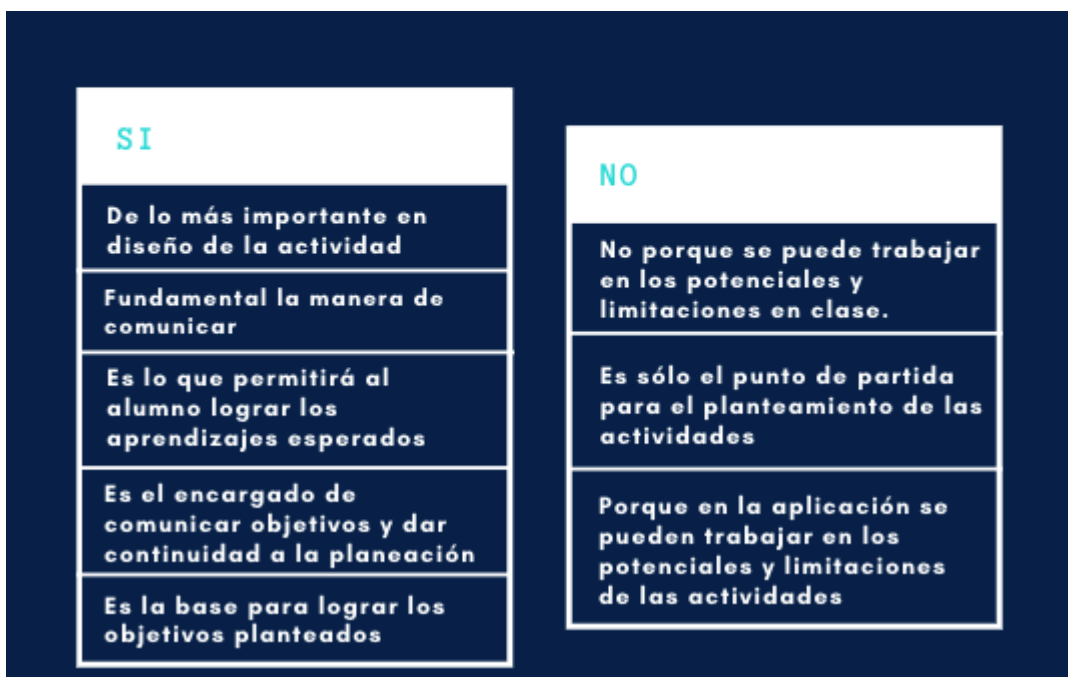 SI
De lo más importante en
diseño de la actividad
Fundamental la manera de
comunicar
Es lo que permitirá al
alumno lograr los
aprendizajes esperados
Es el encargado de
comunicar objetivos y dar
continuidad a la planeación
Es la base para lograr los
objetivos planteados
NO
No porque se puede trabajar
en los potenciales y
limitaciones en clase.
Es sólo el punto de partida
para el planteamiento de las
actividades
Porque en la aplicación se
pueden trabajar en los
potenciales y limitaciones
de las actividades